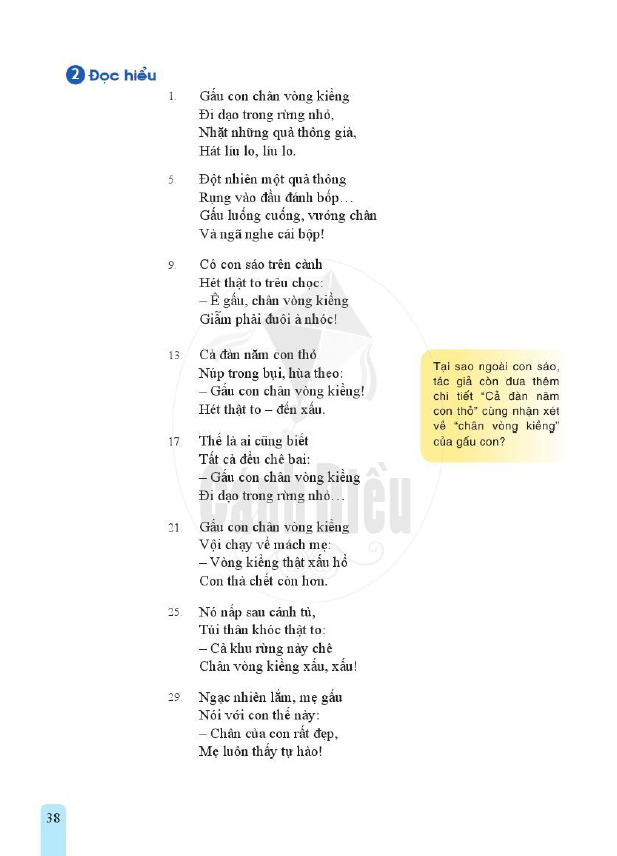 2 Đọc hiểu
1. Gấu con chân vòng kiềng
Đi dạo trong rừng nhỏ,
Nhặt những quả thông già,
Hát líu lo, líu lo.
5. Đột nhiên một quả thông
Rụng vào đầu đánh bốp…
Gấu luống cuống, vướng chân
Và ngã nghe cái bộp!
9. Có con sáo trên cành
Hét thật to trêu chọc:
– Ê gấu, chân vòng kiềng
Giẫm phải đuôi à nhóc!
13. Cả đàn năm con thỏ
Núp trong bụi, hùa theo:
– Gấu con chân vòng kiềng!
Hét thật to – đến xấu.
17. Thế là ai cũng biết
Tất cả đều chê bai:
– Gấu con chân vòng kiềng
Đi dạo trong rừng nhỏ…
21. Gấu con chân vòng kiềng
Vội chạy về mách mẹ:
– Vòng kiềng thật xấu hổ
Con thà chết còn hơn.
25. Nó nấp sau cánh tủ,
Tủi thân khóc thật to:
– Cả khu rừng này chê
Chân vòng kiềng xấu, xấu!
29. Ngạc nhiên lắm, mẹ gấu
Nói với con thế này:
– Chân của con rất đẹp,
Mẹ luôn thấy tự hào!
Tại sao ngoài con sáo,
tác giả còn đưa thêm
chi tiết “Cả đàn năm
con thỏ” cùng nhận xét
về “chân vòng kiềng”
của gấu con?
Cánh Diều
38